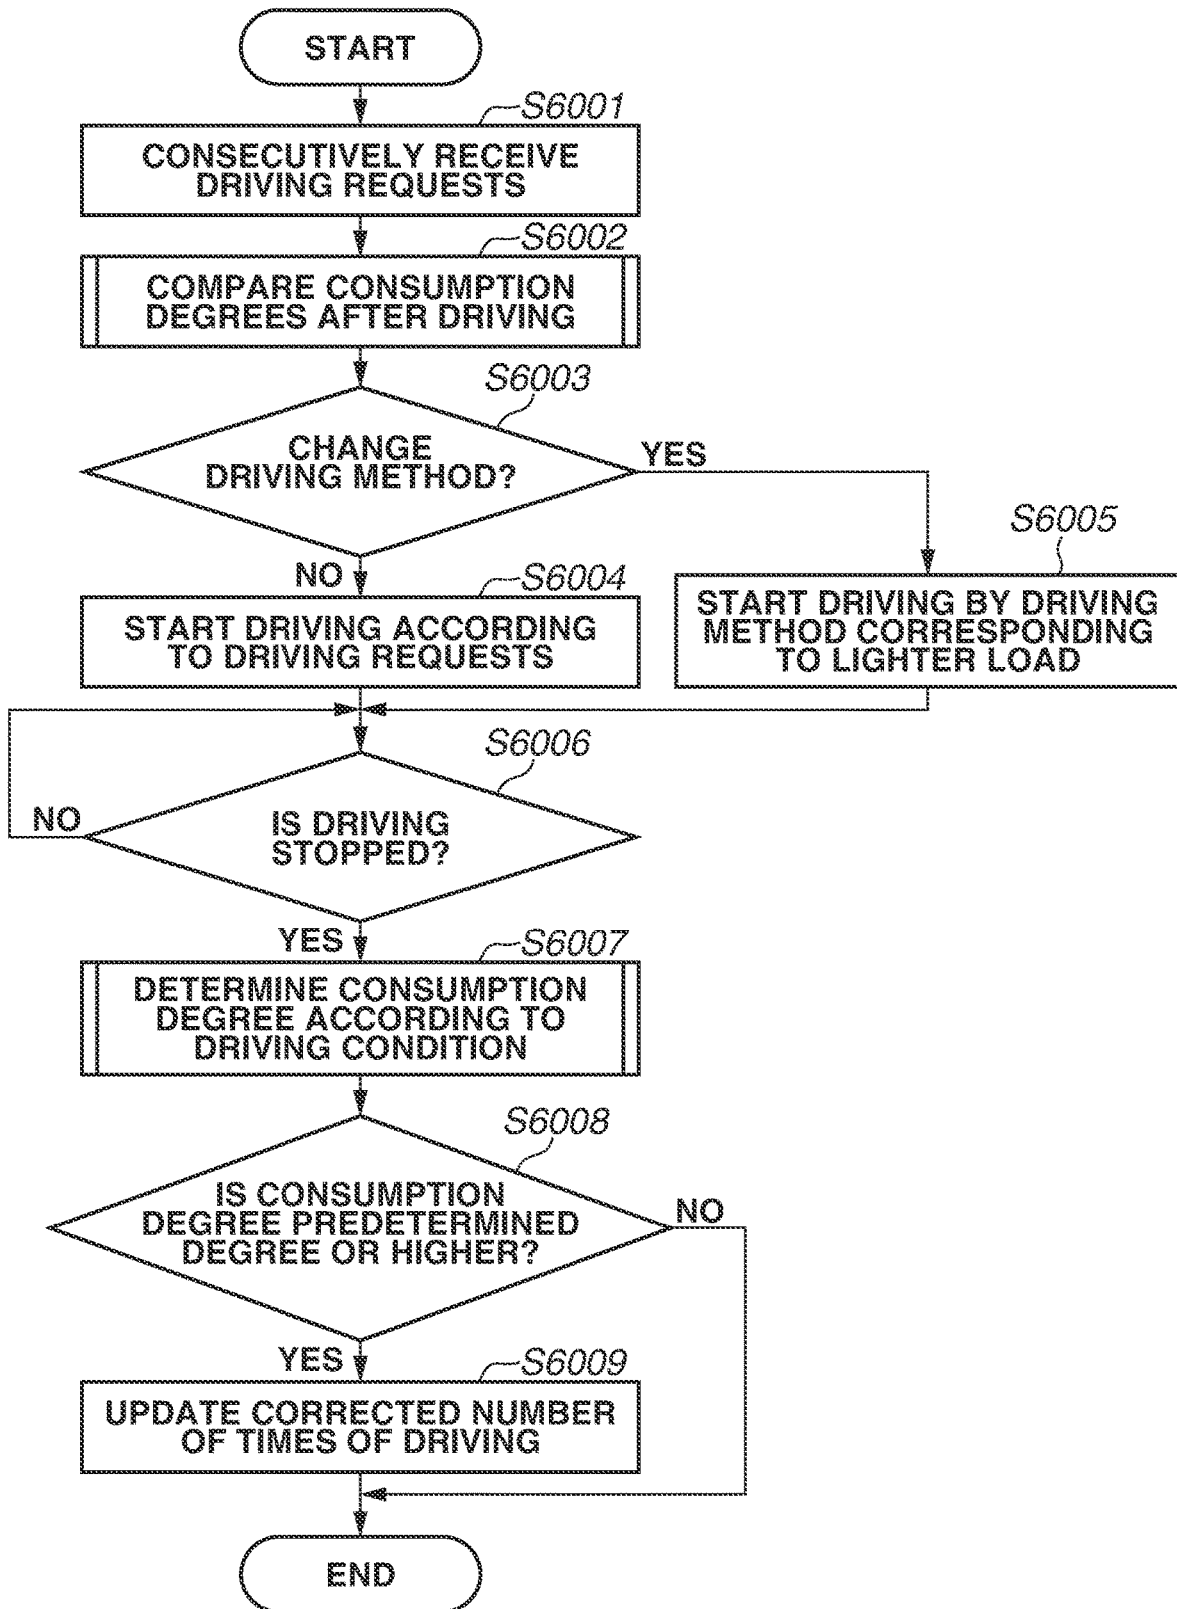 START
S6001
CONSECUTIVELY RECEIVE
DRIVING REQUESTS
S6002
COMPARE CONSUMPTION
DEGREES AFTER DRIVING
S6003
CHANGE
DRIVING METHOD?
YES
NO
S6004
START DRIVING ACCORDING
TO DRIVING REQUESTS
S6005
START DRIVING BY DRIVING
METHOD CORRESPONDING
TO LIGHTER LOAD
S6006
IS DRIVING
STOPPED?
NO
YES
S6007
DETERMINE CONSUMPTION
DEGREE ACCORDING TO
DRIVING CONDITION
S6008
IS CONSUMPTION
DEGREE PREDETERMINED
DEGREE OR HIGHER?
NO
YES
S6009
UPDATE CORRECTED NUMBER
OF TIMES OF DRIVING
END